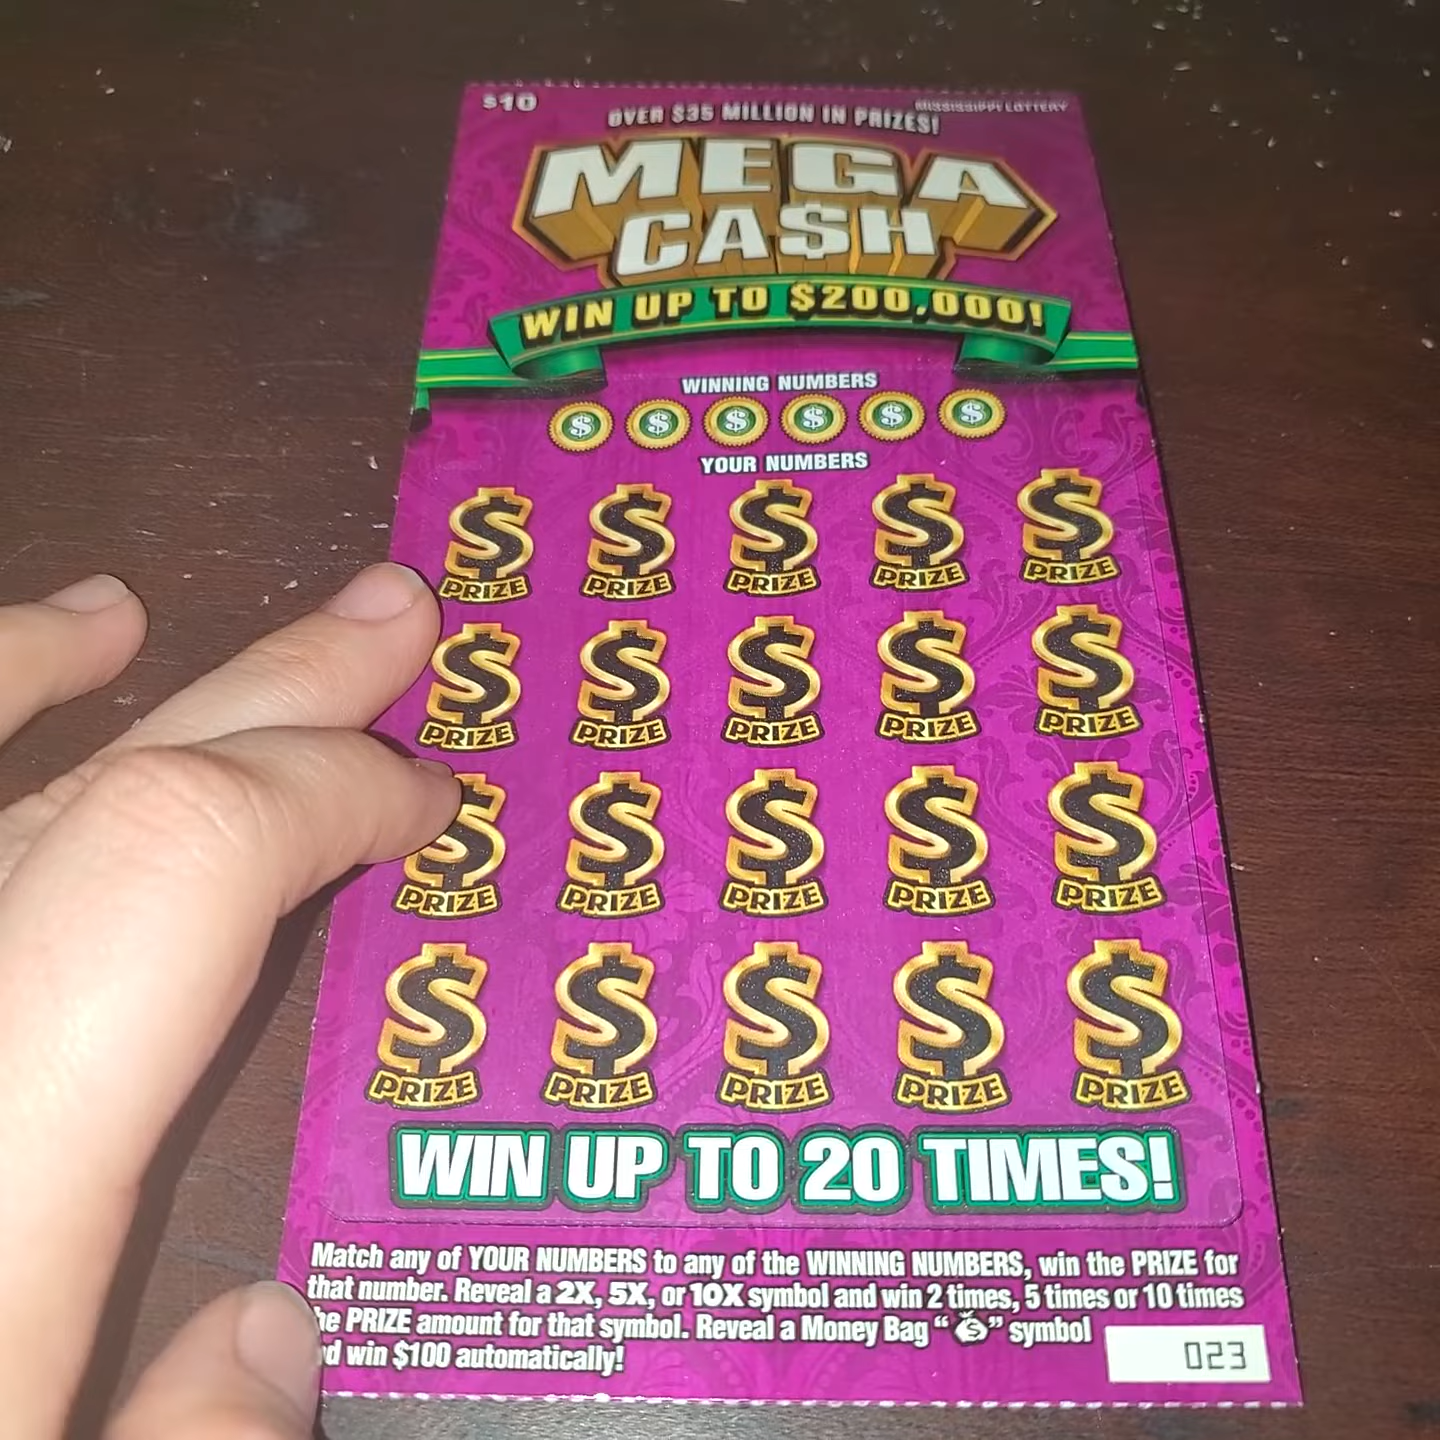 $10
MISSISSIPPI LOTTERY
OVER $35 MILLION IN PRIZES!
MEGA
CA$H
WIN UP TO $200,000!
WINNING NUMBERS
$ $ $ $ $ $
YOUR NUMBERS
$ $ $ $ $
PRIZE PRIZE PRIZE PRIZE PRIZE
$ $ $ $ $
PRIZE PRIZE PRIZE PRIZE PRIZE
$ $ $ $ $
PRIZE PRIZE PRIZE PRIZE PRIZE
$ $ $ $ $
PRIZE PRIZE PRIZE PRIZE PRIZE
WIN UP TO 20 TIMES!
Match any of YOUR NUMBERS to any of the WINNING NUMBERS, win the PRIZE for
that number. Reveal a 2X, 5X, or 10X symbol and win 2 times, 5 times or 10 times
the PRIZE amount for that symbol. Reveal a Money Bag “$” symbol
and win $100 automatically!
023